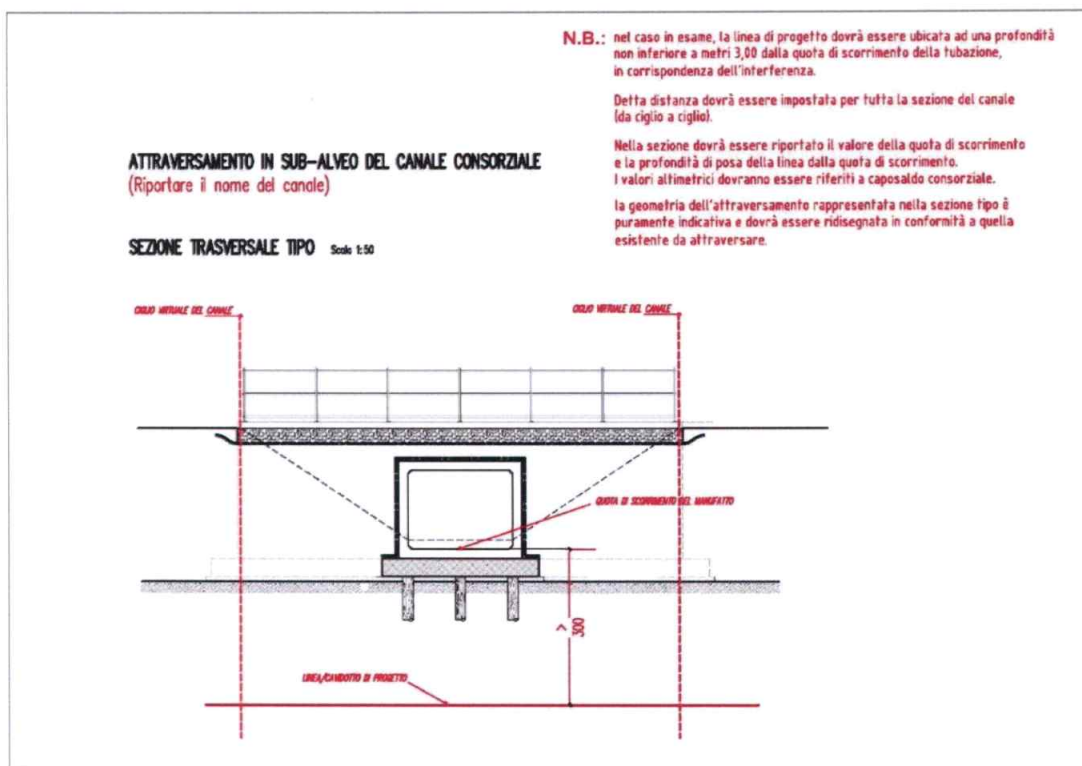 N.B.: nel caso in esame, la linea di progetto dovrà essere ubicata ad una profondità
non inferiore a metri 3,00 dalla quota di scorrimento della tubazione,
in corrispondenza dell'interferenza.
Detta distanza dovrà essere impostata per tutta la sezione del canale
(da ciglio a ciglio).
Nella sezione dovrà essere riportato il valore della quota di scorrimento
e la profondità di posa della linea dalla quota di scorrimento.
I valori altimetrici dovranno essere riferiti a caposaldo consorziale.
la geometria dell'attraversamento rappresentata nella sezione tipo è
puramente indicativa e dovrà essere ridisegnata in conformità a quella
esistente da attraversare.
ATTRAVERSAMENTO IN SUB-ALVEO DEL CANALE CONSORZIALE
(Riportare il nome del canale)
SEZIONE TRASVERSALE TIPO Scala 1:50
CIGLIO VIRTUALE DEL CANALE
CIGLIO VIRTUALE DEL CANALE
QUOTA DI SCORRIMENTO DEL MANUFATTO
> 300
LINEA/CAVIDOTTO DI PROGETTO